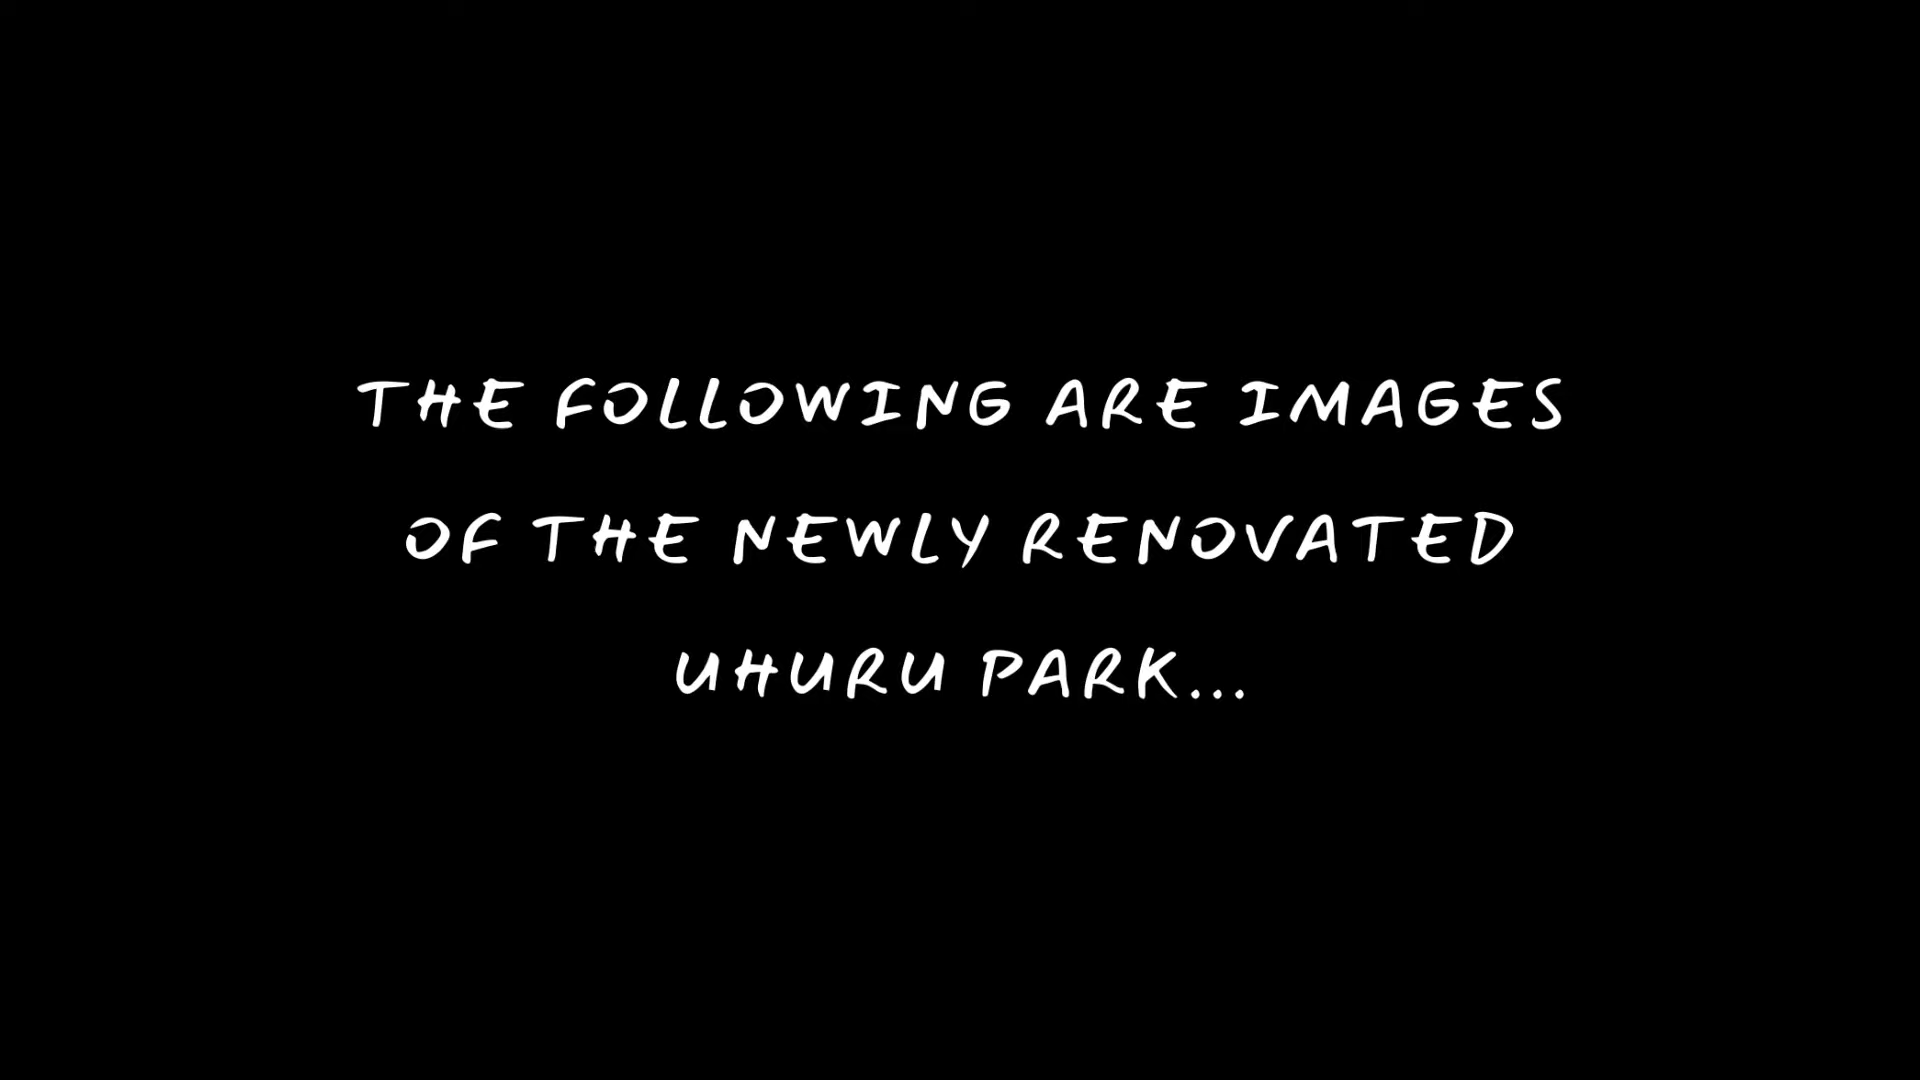 THE FOLLOWING ARE IMAGES
OF THE NEWLY RENOVATED
UHURU PARK...